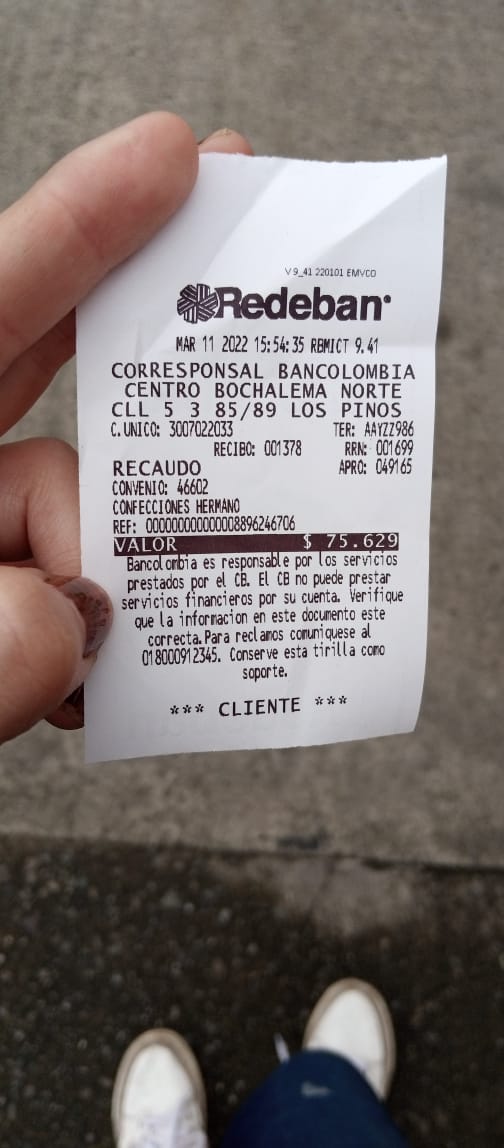 V 9_41 220101 EMVCO
Redeban
MAR 11 2022 15:54:35 RBMICT 9.41
CORRESPONSAL BANCOLOMBIA
CENTRO BOCHALEMA NORTE
CLL 5 3 85/89 LOS PINOS
C.UNICO: 3007022033 TER: AAYZZ986
RECIBO: 001378 RRN: 001699
RECAUDO APRO: 049165
CONVENIO: 46602
CONFECCIONES HERMANO
REF: 00000000000008896246706
VALOR $ 75.629
Bancolombia es responsable por los servicios
prestados por el CB. El CB no puede prestar
servicios financieros por su cuenta. Verifique
que la informacion en este documento este
correcta. Para reclamos comuniquese al
018000912345. Conserve esta tirilla como
soporte.
*** CLIENTE ***